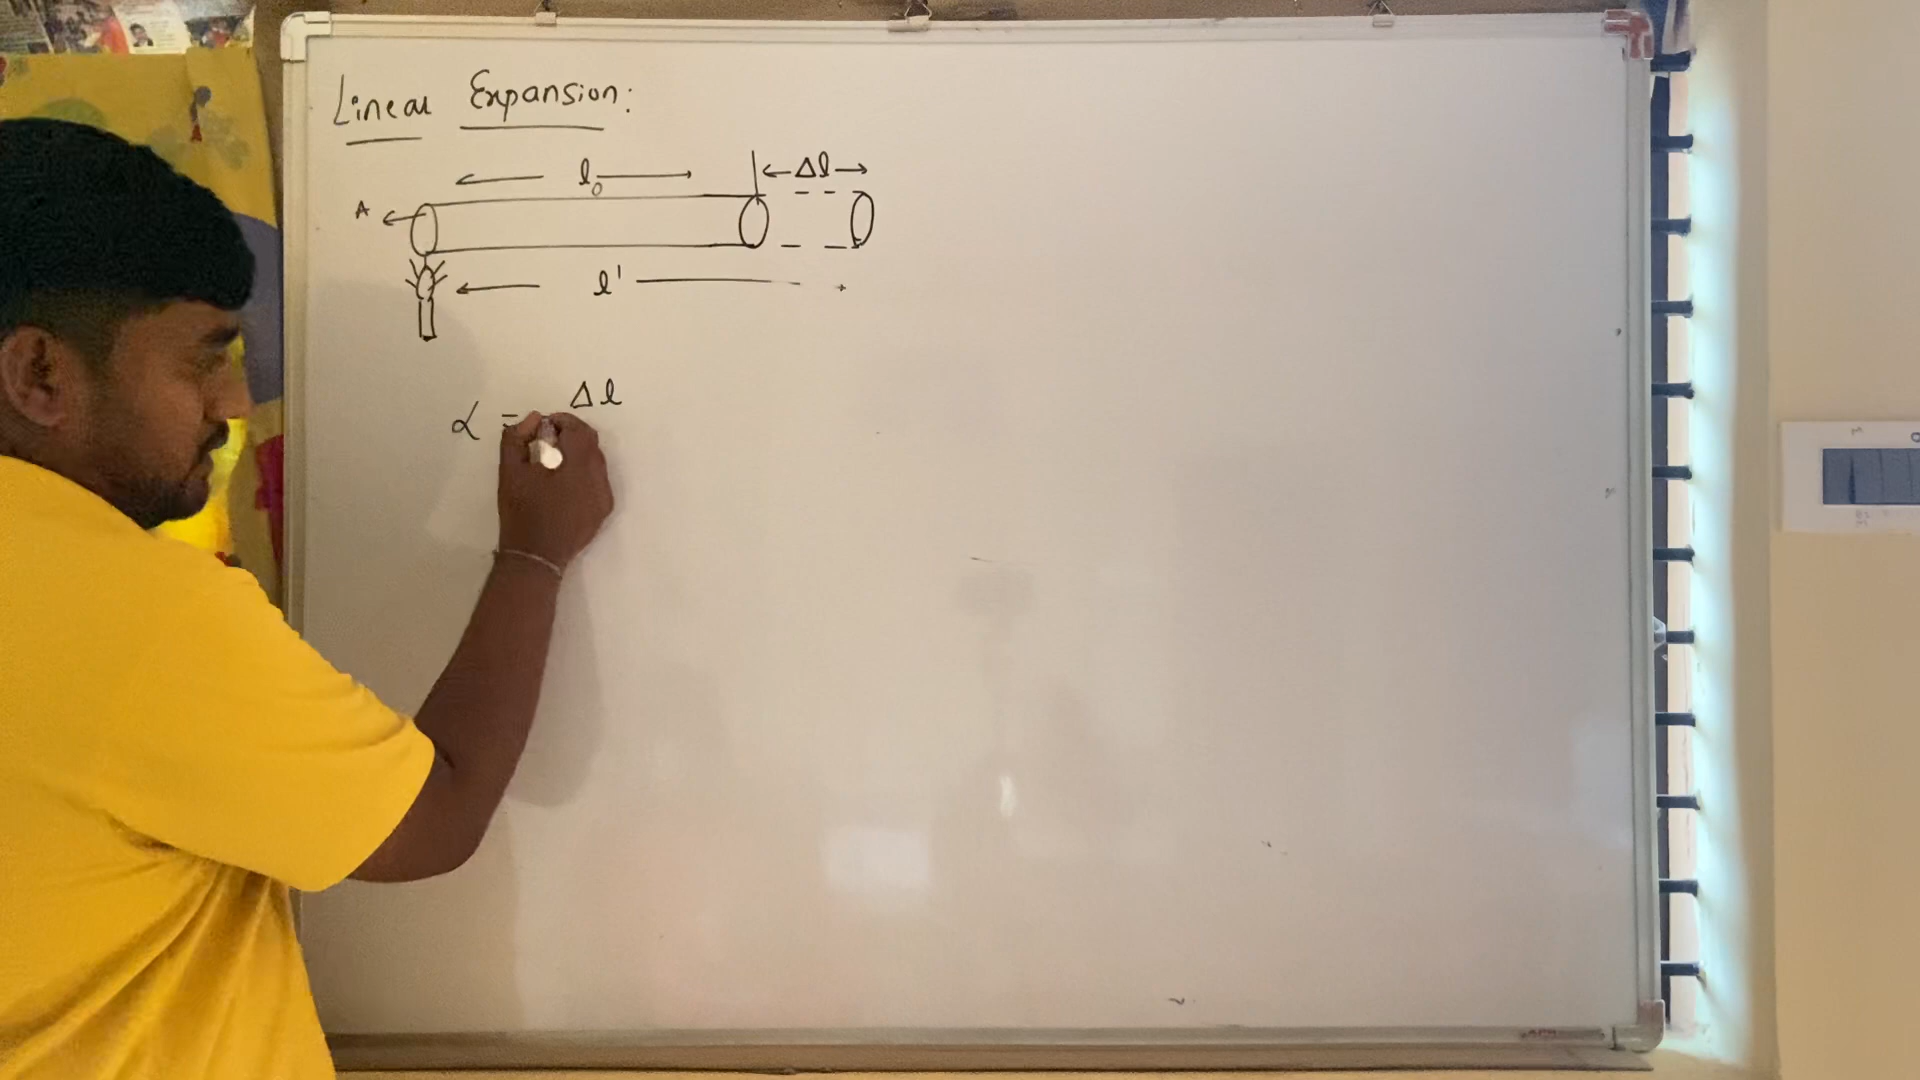 Linear Expansion:
l₀ Δl
A
l'
Δl
α =